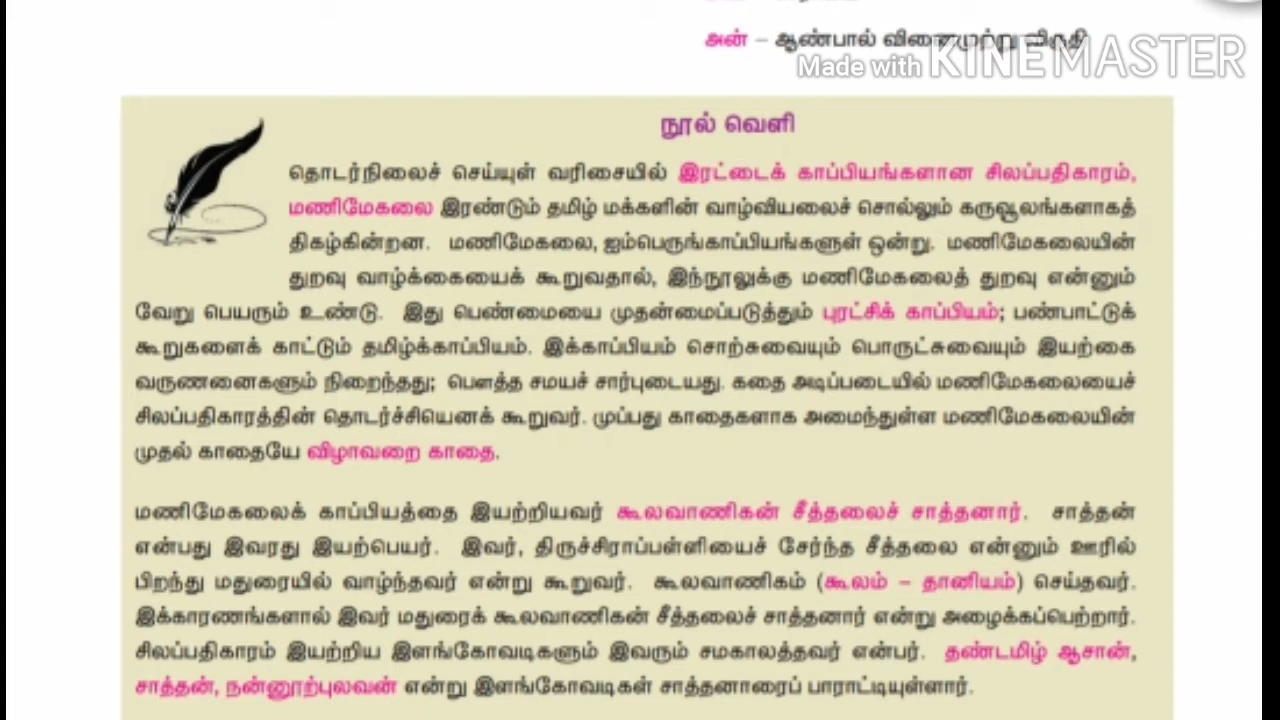 அன் – ஆண்பால் வினைமுற்று விகுதி
Made with KINEMASTER
நூல் வெளி
தொடர்நிலைச் செய்யுள் வரிசையில் இரட்டைக் காப்பியங்களான சிலப்பதிகாரம்,
மணிமேகலை இரண்டும் தமிழ் மக்களின் வாழ்வியலைச் சொல்லும் கருவூலங்களாகத்
திகழ்கின்றன. மணிமேகலை, ஐம்பெருங்காப்பியங்களுள் ஒன்று. மணிமேகலையின்
துறவு வாழ்க்கையைக் கூறுவதால், இந்நூலுக்கு மணிமேகலைத் துறவு என்னும்
வேறு பெயரும் உண்டு. இது பெண்மையை முதன்மைப்படுத்தும் புரட்சிக் காப்பியம்; பண்பாட்டுக்
கூறுகளைக் காட்டும் தமிழ்க்காப்பியம். இக்காப்பியம் சொற்சுவையும் பொருட்சுவையும் இயற்கை
வருணனைகளும் நிறைந்தது; பௌத்த சமயச் சார்புடையது. கதை அடிப்படையில் மணிமேகலையைச்
சிலப்பதிகாரத்தின் தொடர்ச்சியெனக் கூறுவர். முப்பது காதைகளாக அமைந்துள்ள மணிமேகலையின்
முதல் காதையே விழாவறை காதை.
மணிமேகலைக் காப்பியத்தை இயற்றியவர் கூலவாணிகன் சீத்தலைச் சாத்தனார். சாத்தன்
என்பது இவரது இயற்பெயர். இவர், திருச்சிராப்பள்ளியைச் சேர்ந்த சீத்தலை என்னும் ஊரில்
பிறந்து மதுரையில் வாழ்ந்தவர் என்று கூறுவர். கூலவாணிகம் (கூலம் – தானியம்) செய்தவர்.
இக்காரணங்களால் இவர் மதுரைக் கூலவாணிகன் சீத்தலைச் சாத்தனார் என்று அழைக்கப்பெற்றார்.
சிலப்பதிகாரம் இயற்றிய இளங்கோவடிகளும் இவரும் சமகாலத்தவர் என்பர். தண்டமிழ் ஆசான்,
சாத்தன், நன்னூற்புலவன் என்று இளங்கோவடிகள் சாத்தனாரைப் பாராட்டியுள்ளார்.